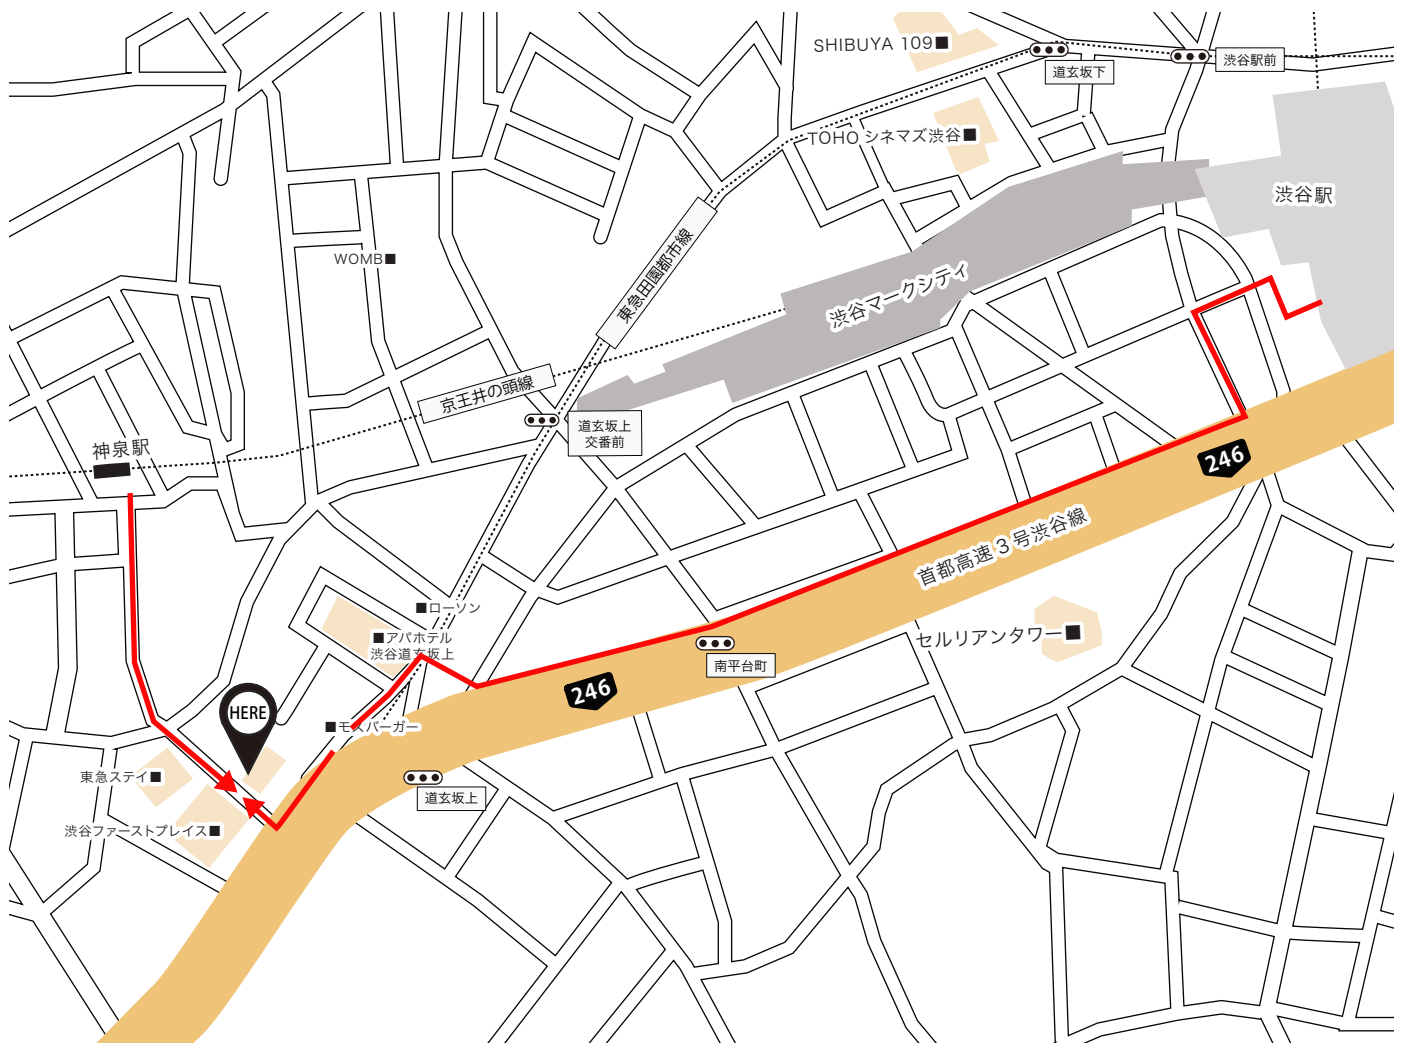 SHIBUYA 109■
道玄坂下
渋谷駅前
TOHO シネマズ渋谷■
渋谷駅
WOMB■
東急田園都市線
渋谷マークシティ
京王井の頭線
道玄坂上
交番前
神泉駅
246
首都高速3号渋谷線
■ローソン
■アパホテル
渋谷道玄坂上
セルリアンタワー■
南平台町
246
HERE
■モスバーガー
東急ステイ■
道玄坂上
渋谷ファーストプレイス■